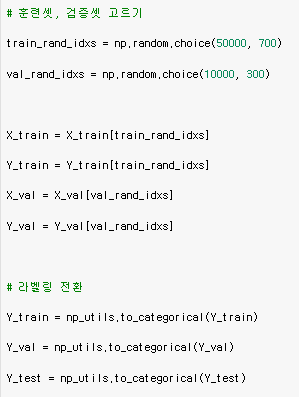 # 훈련셋, 검증셋 고르기
train_rand_idxs = np.random.choice(50000, 700)
val_rand_idxs = np.random.choice(10000, 300)
X_train = X_train[train_rand_idxs]
Y_train = Y_train[train_rand_idxs]
X_val = X_val[val_rand_idxs]
Y_val = Y_val[val_rand_idxs]
# 라벨링 전환
Y_train = np_utils.to_categorical(Y_train)
Y_val = np_utils.to_categorical(Y_val)
Y_test = np_utils.to_categorical(Y_test)